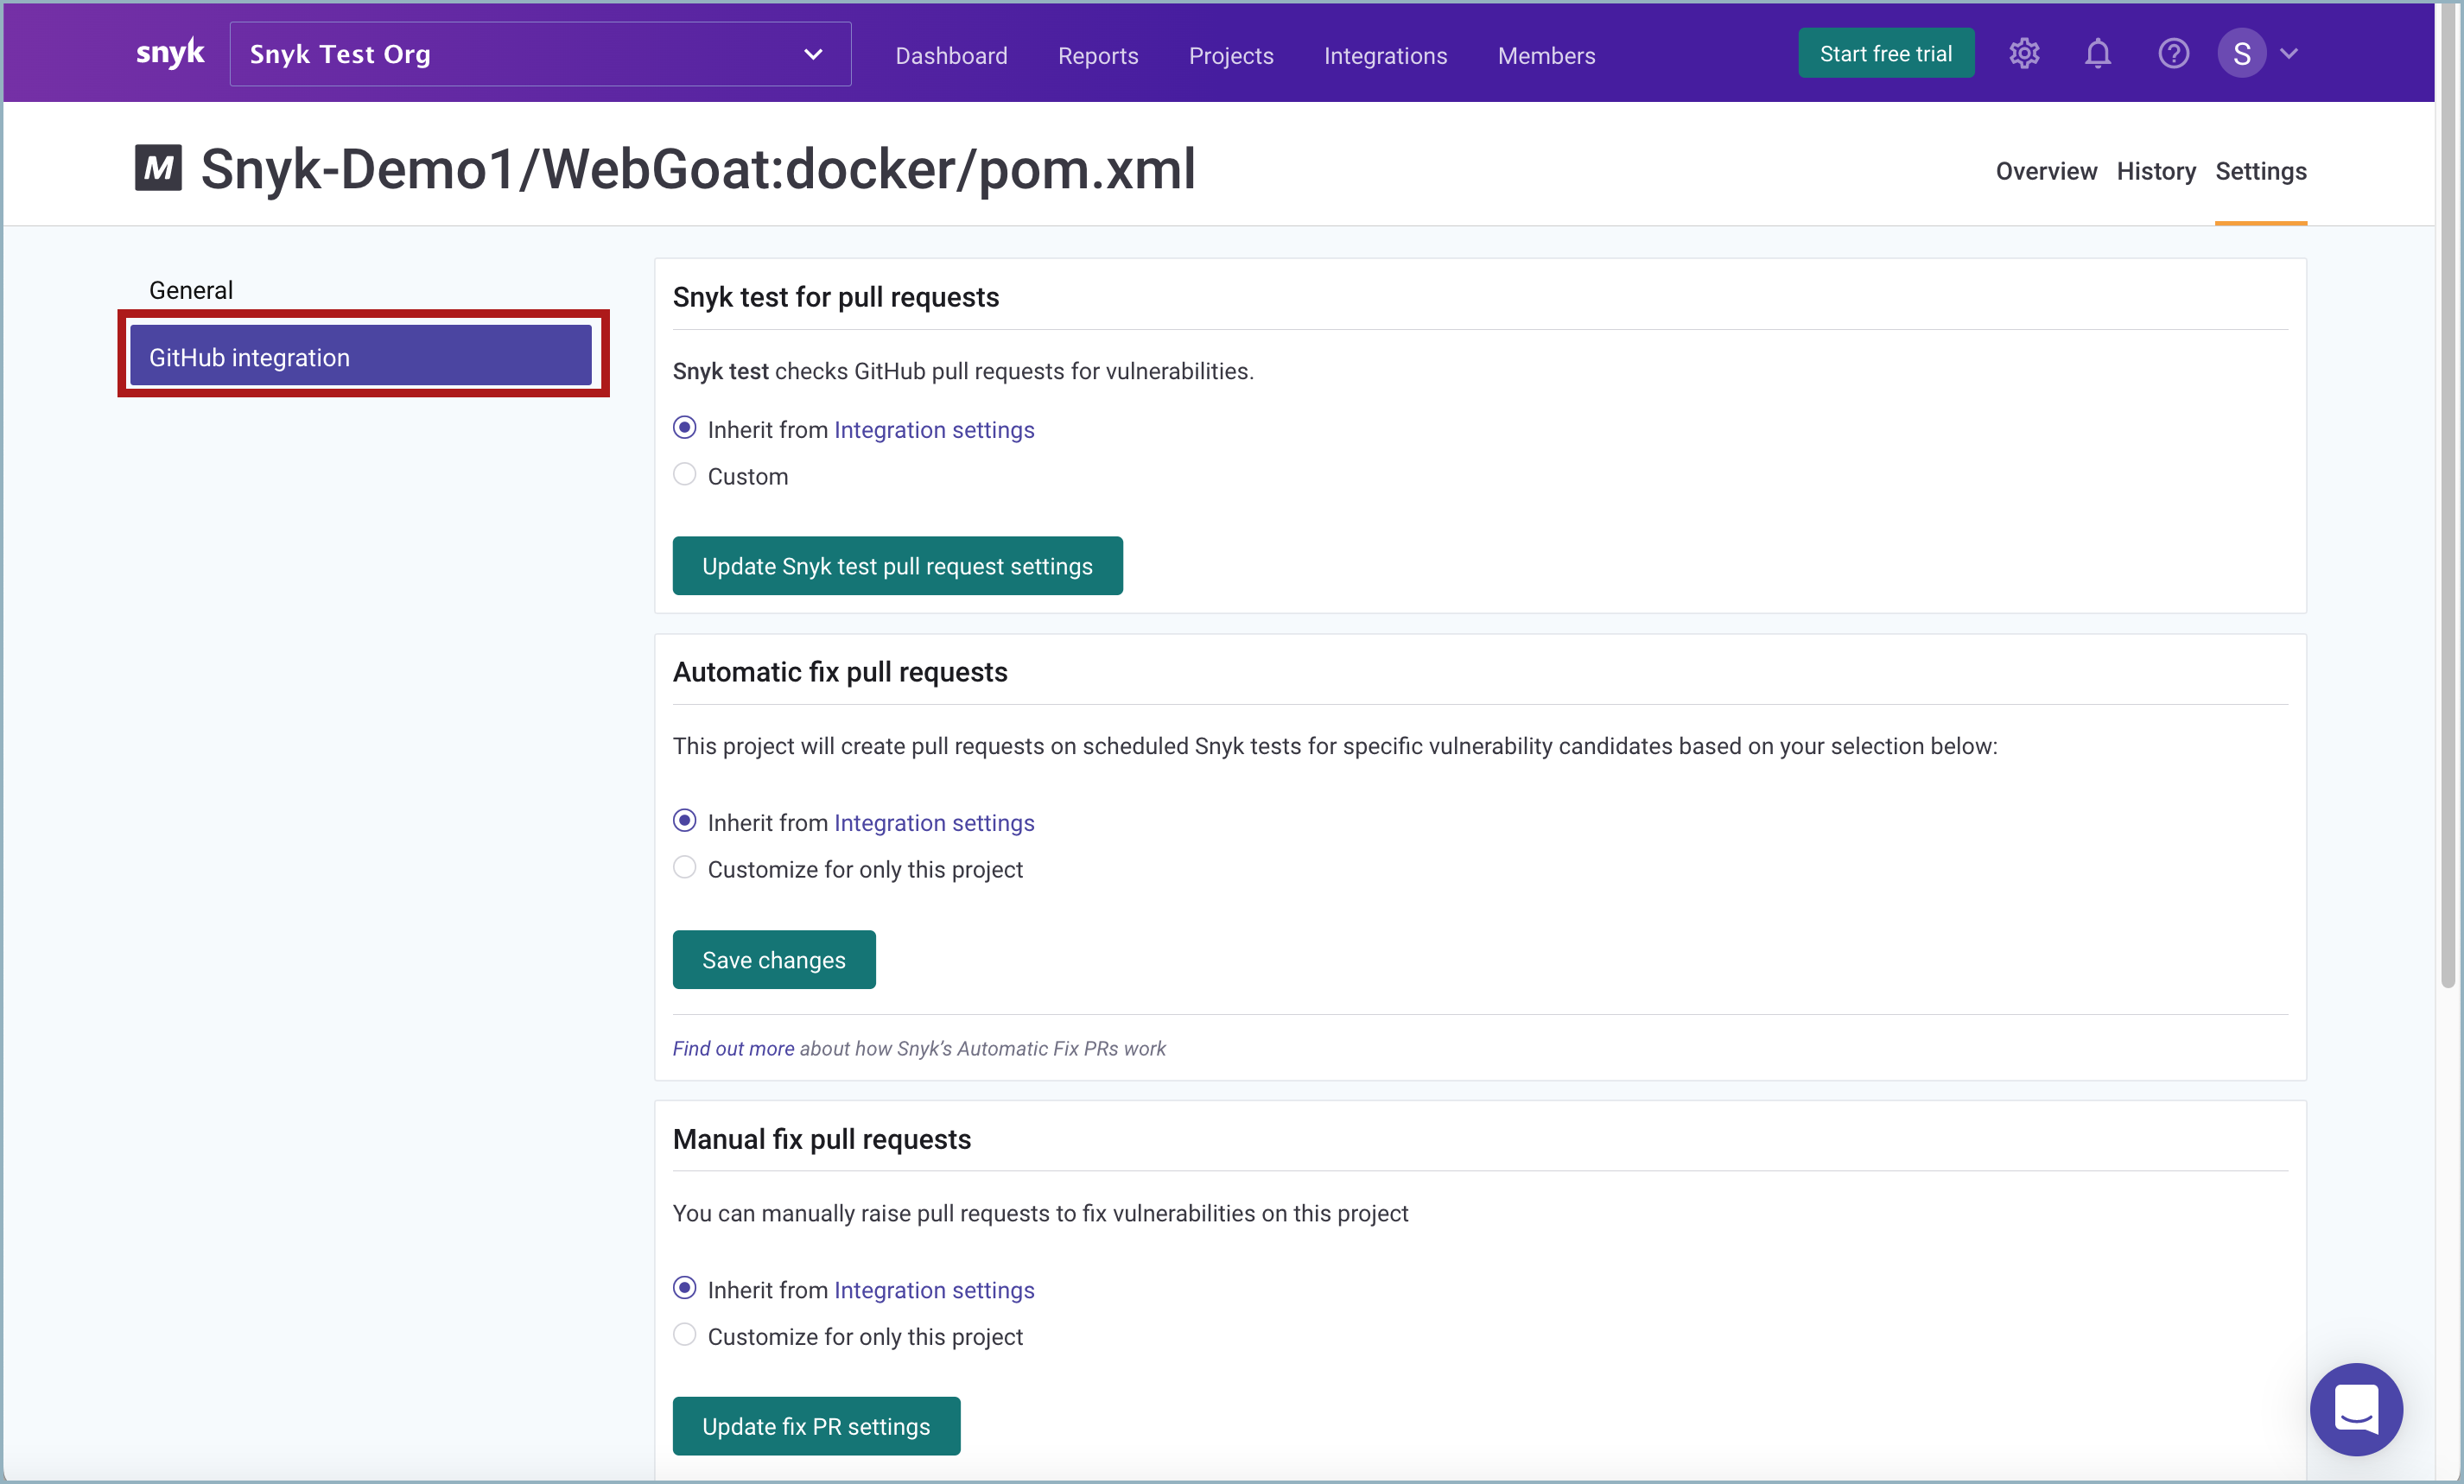 snyk
Snyk Test Org
Dashboard
Reports
Projects
Integrations
Members
Start free trial
S
M Snyk-Demo1/WebGoat:docker/pom.xml
Overview
History
Settings
General
GitHub integration
Snyk test for pull requests
Snyk test checks GitHub pull requests for vulnerabilities.
Inherit from Integration settings
Custom
Update Snyk test pull request settings
Automatic fix pull requests
This project will create pull requests on scheduled Snyk tests for specific vulnerability candidates based on your selection below:
Inherit from Integration settings
Customize for only this project
Save changes
Find out more about how Snyk’s Automatic Fix PRs work
Manual fix pull requests
You can manually raise pull requests to fix vulnerabilities on this project
Inherit from Integration settings
Customize for only this project
Update fix PR settings